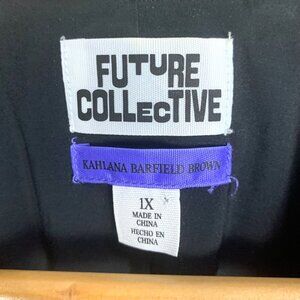 FUTURE
COLLECTIVE
KAHLANA BARFIELD BROWN
1X
MADE IN
CHINA
HECHO EN
CHINA